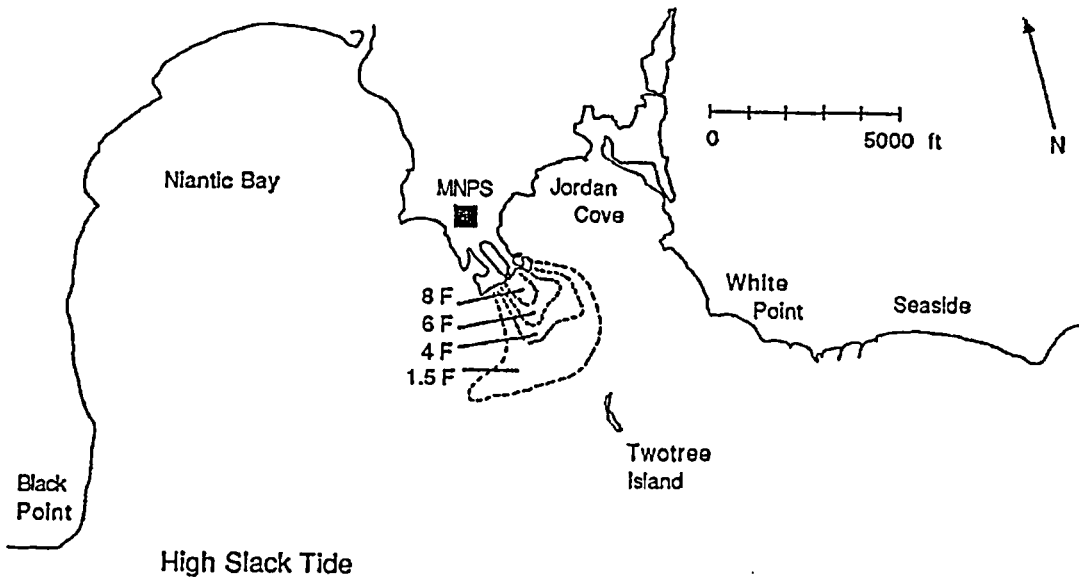 Niantic Bay
MNPS
Jordan
Cove
0
5000 ft
N
White
Point
Seaside
8 F
6 F
4 F
1.5 F
Twotree
Island
Black
Point
High Slack Tide